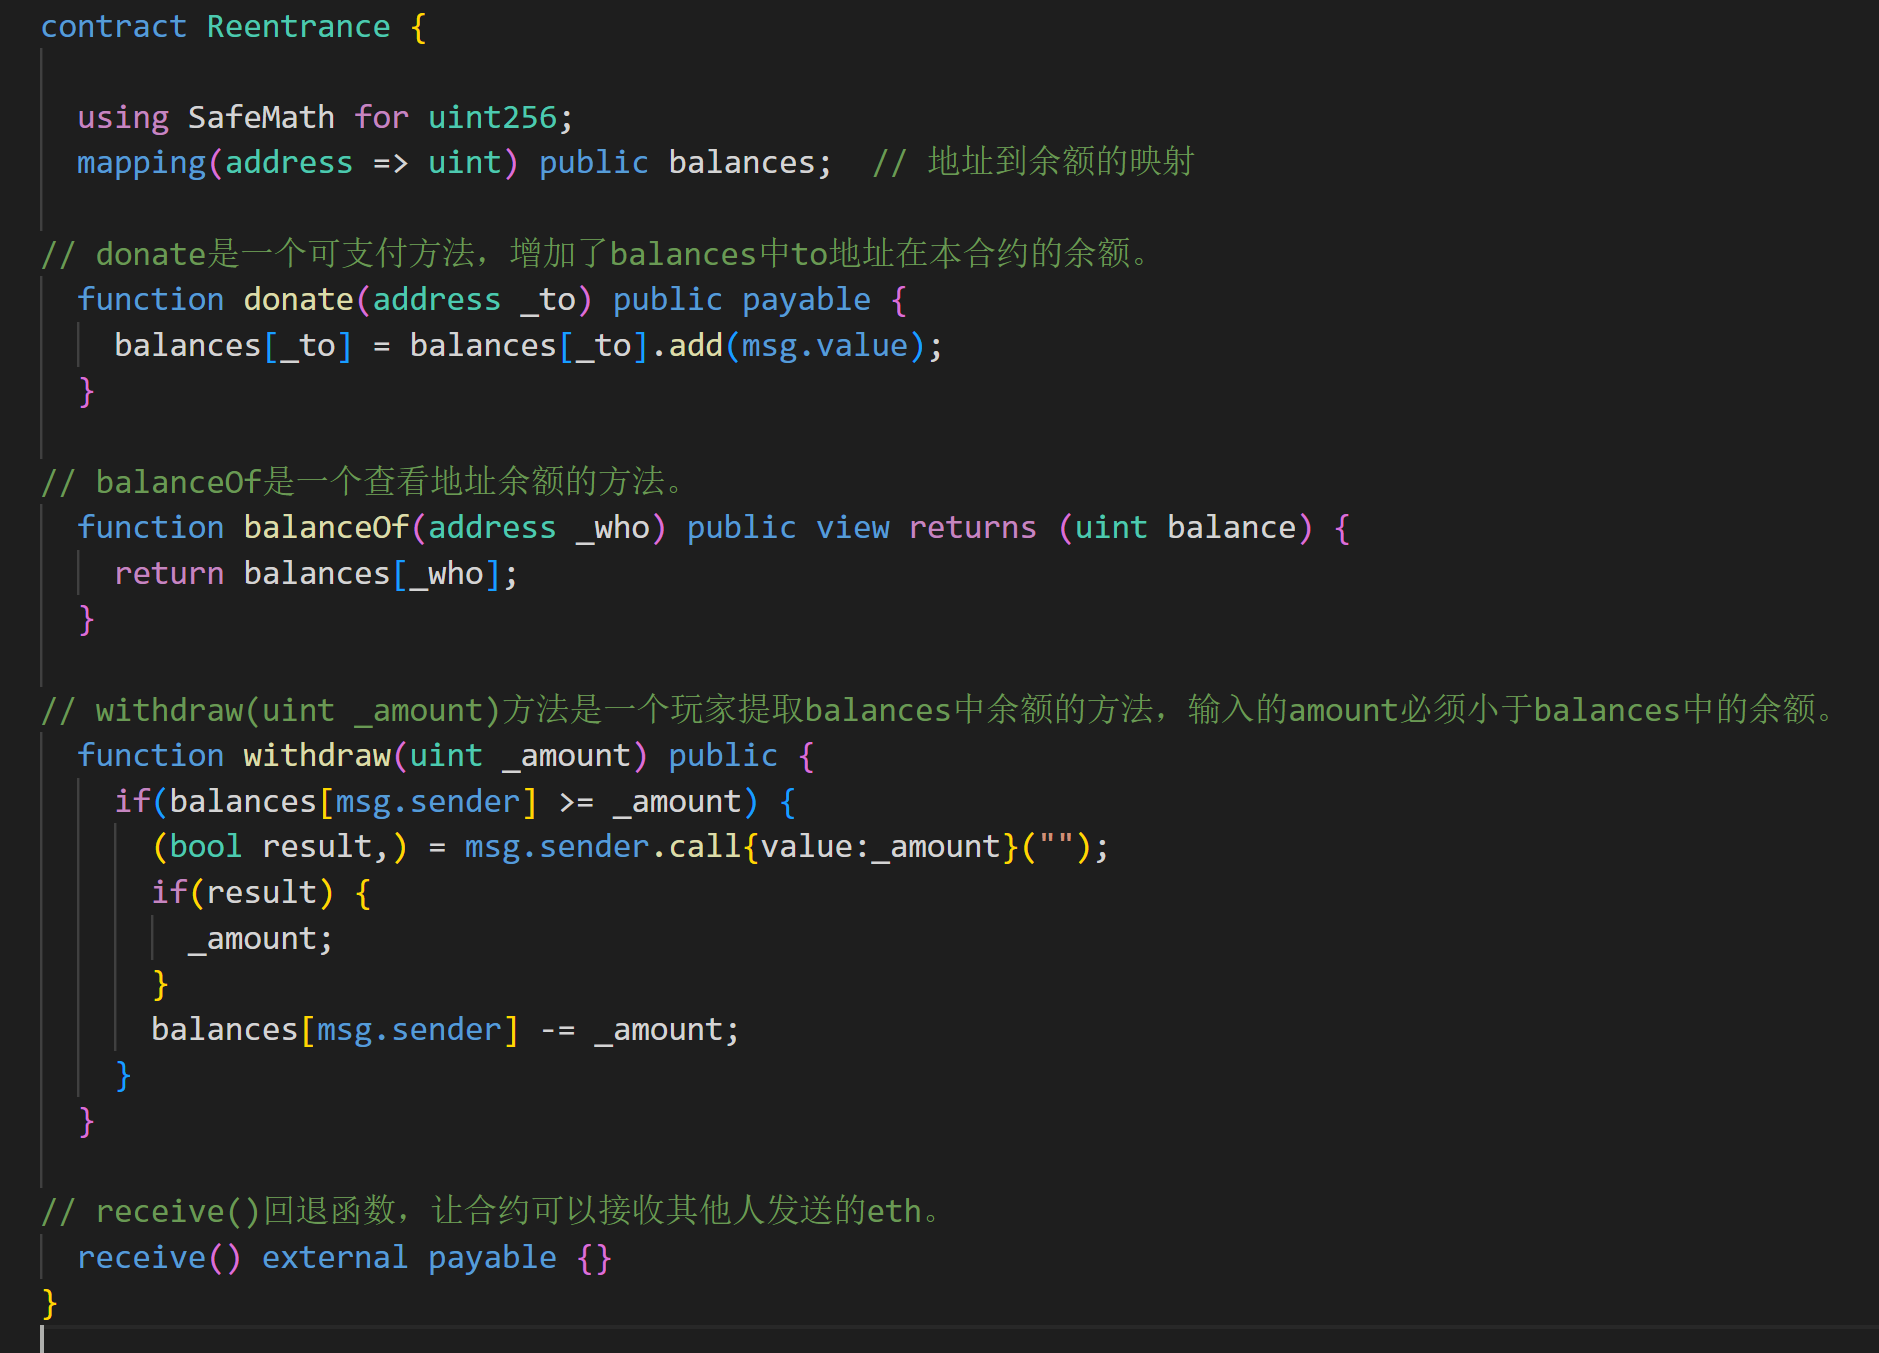 contract Reentrance {
using SafeMath for uint256;
mapping(address => uint) public balances;  // 地址到余额的映射
// donate是一个可支付方法，增加了balances中to地址在本合约的余额。
function donate(address _to) public payable {
balances[_to] = balances[_to].add(msg.value);
}
// balanceOf是一个查看地址余额的方法。
function balanceOf(address _who) public view returns (uint balance) {
return balances[_who];
}
// withdraw(uint _amount)方法是一个玩家提取balances中余额的方法，输入的amount必须小于balances中的余额。
function withdraw(uint _amount) public {
if(balances[msg.sender] >= _amount) {
(bool result,) = msg.sender.call{value:_amount}("");
if(result) {
_amount;
}
balances[msg.sender] -= _amount;
}
}
// receive()回退函数，让合约可以接收其他人发送的eth。
receive() external payable {}
}